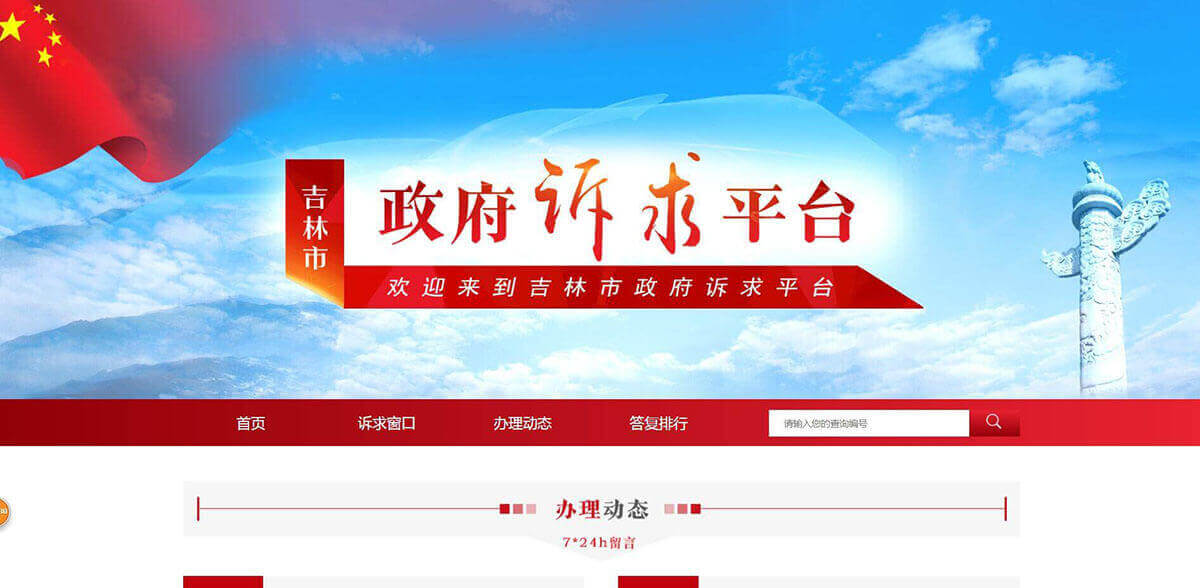 吉林市
政府诉求平台
欢迎来到吉林市政府诉求平台
首页 诉求窗口 办理动态 答复排行 请输入您的查询编号
办理动态
7*24h留言